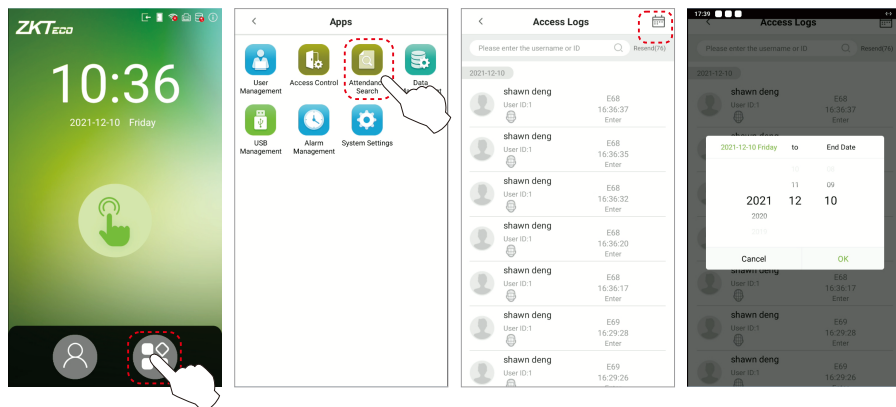 ZKTECO
10:36
2021-12-10 Friday
Apps
User
Management
Access Control
Attendance
Search
Data
USB
Management
Alarm
Management
System Settings
Access Logs
Please enter the username or ID
Resend(76)
2021-12-10
shawn deng
User ID:1
E68
16:36:37
Enter
shawn deng
User ID:1
E68
16:36:35
Enter
shawn deng
User ID:1
E68
16:36:32
Enter
shawn deng
User ID:1
E68
16:36:20
Enter
shawn deng
User ID:1
E68
16:36:17
Enter
shawn deng
User ID:1
E69
16:29:28
Enter
shawn deng
User ID:1
E69
16:29:26
17:39
Access Logs
Please enter the username or ID
Resend(76)
2021-12-10
shawn deng
User ID:1
E68
16:36:37
Enter
2021-12-10 Friday to End Date
11 09
2021 12 10
2020
Cancel OK
shawn deng
User ID:1
E68
16:36:17
Enter
shawn deng
User ID:1
E69
16:29:28
Enter
shawn deng
User ID:1
E69
16:29:26